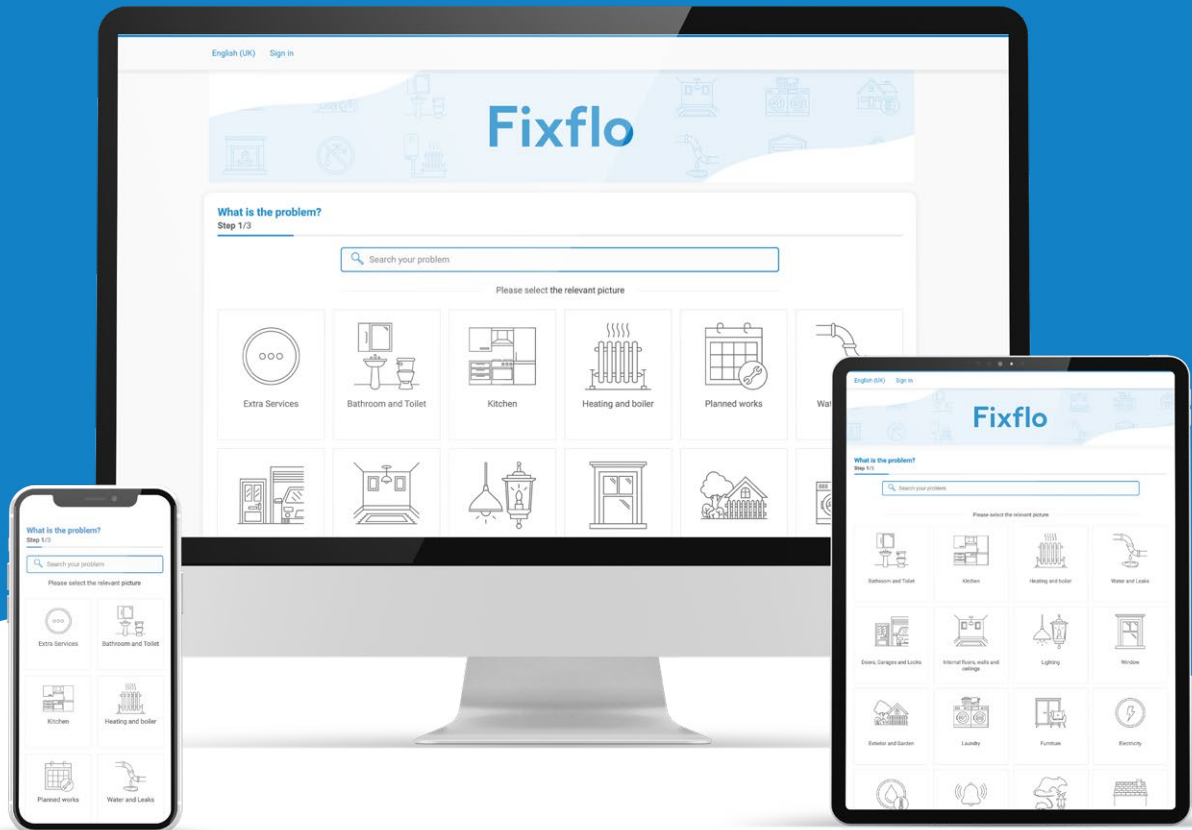 English (UK) Sign in
Fixflo
What is the problem?
Step 1/3
Search your problem
Please select the relevant picture
Extra Services
Bathroom and Toilet
Kitchen
Heating and boiler
Planned works
English (UK) Sign in
Fixflo
What is the problem?
Step 1/3
Search your problem
Please select the relevant picture
Bathroom and Toilet
Kitchen
Heating and boiler
Water and Leaks
Doors, Garages and Locks
Internal floors, walls and
ceilings
Lighting
Window
Exterior and Garden
Laundry
Furniture
Electricity
What is the problem?
Step 1/3
Search your problem
Please select the relevant picture
Extra Services
Bathroom and Toilet
Kitchen
Heating and boiler
Planned works
Water and Leaks